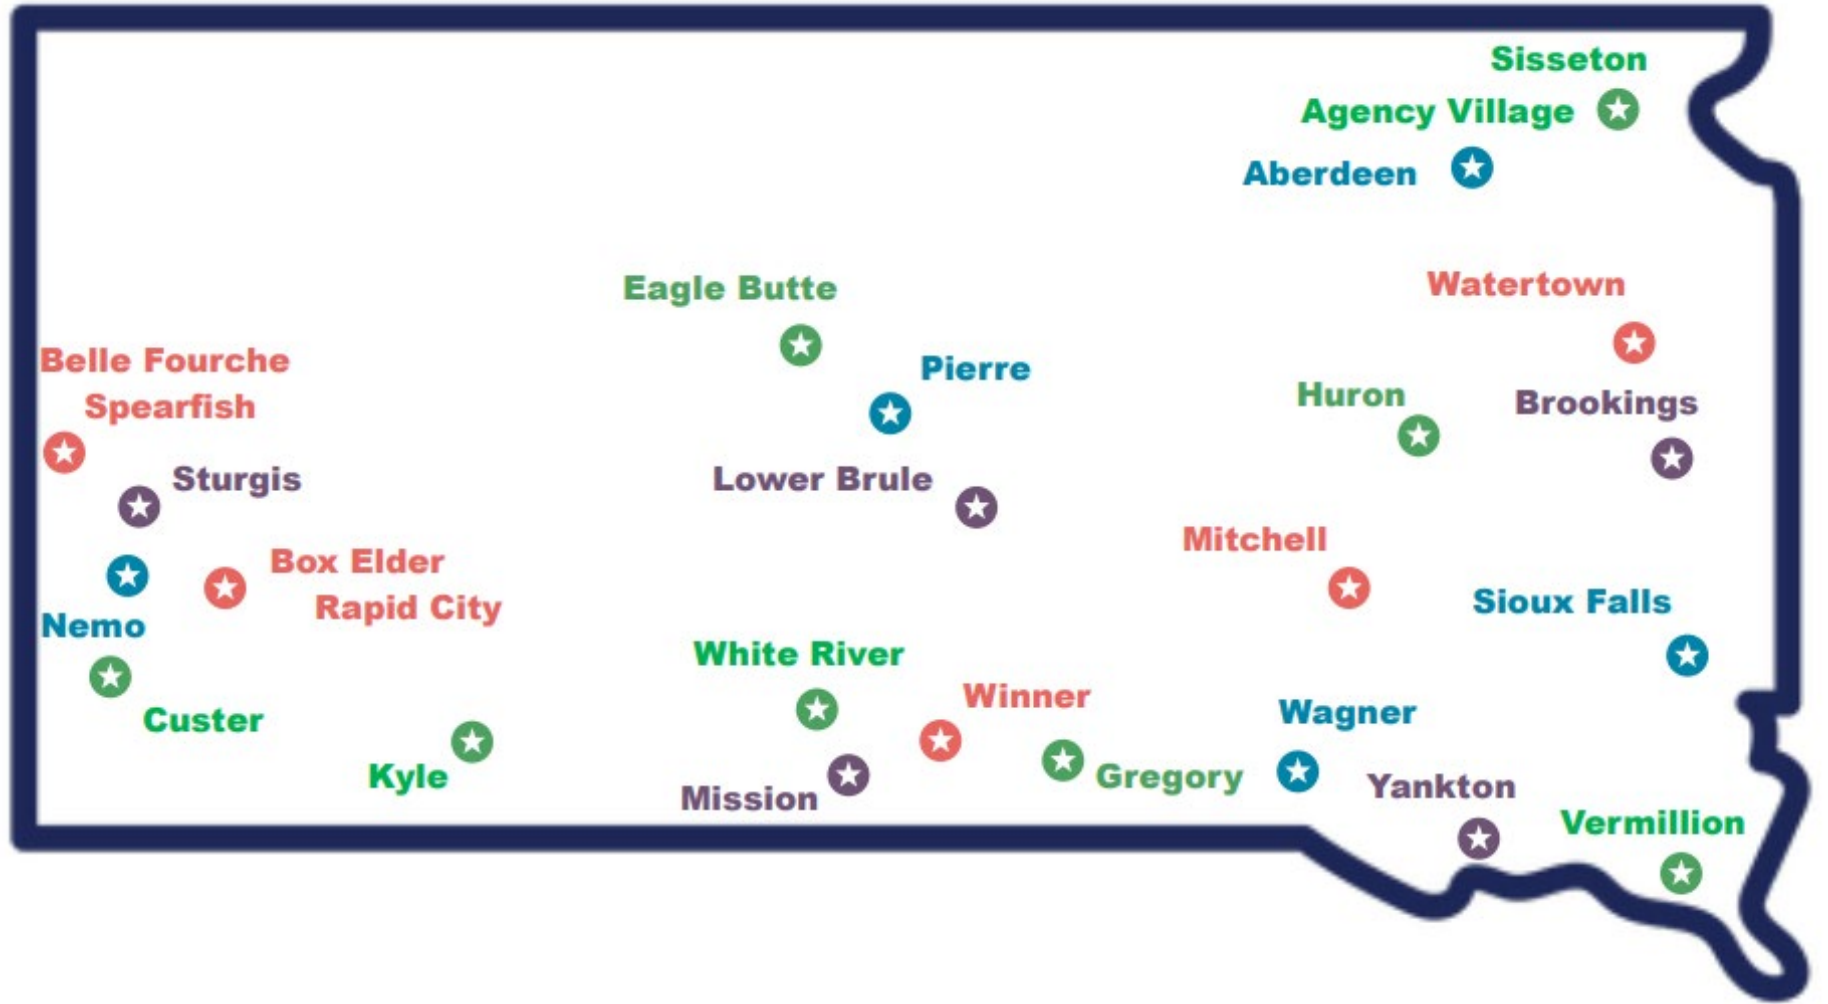 Sisseton
Agency Village
Aberdeen
Watertown
Eagle Butte
Belle Fourche
Spearfish
Pierre
Huron
Brookings
Sturgis
Lower Brule
Mitchell
Box Elder
Rapid City
Sioux Falls
Nemo
White River
Winner
Wagner
Custer
Kyle
Mission
Gregory
Yankton
Vermillion